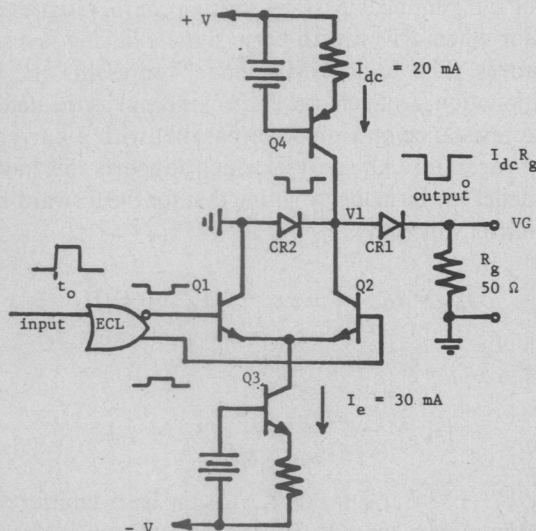 + V
I_dc = 20 mA
Q4
I_dc R_g
output
o
V1
VG
CR2
CR1
t_o
Q1
Q2
R_g
50 Ω
ECL
input
Q3
I_e = 30 mA
- V